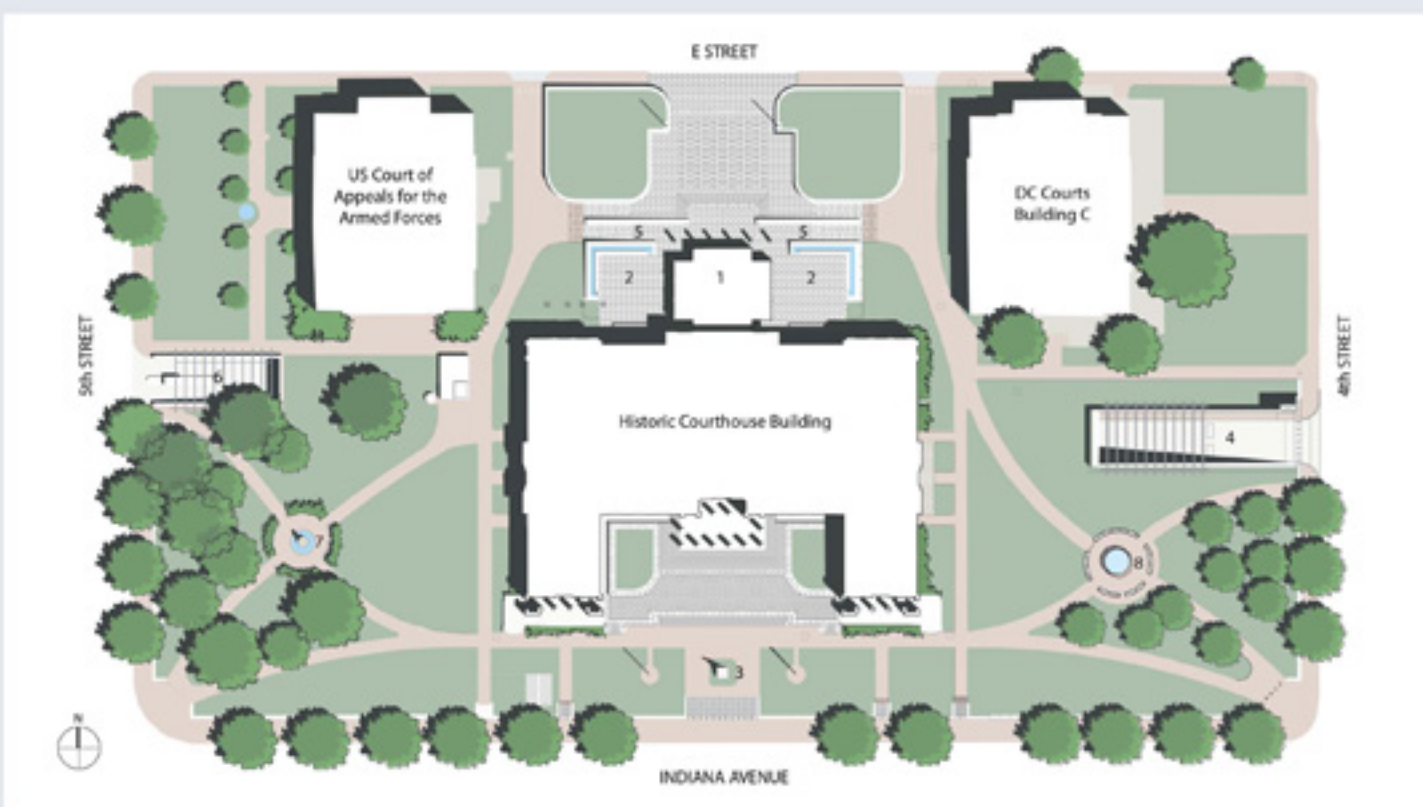 E STREET
US Court of
Appeals for the
Armed Forces
DC Courts
Building C
5
5
2
1
2
5th STREET
4th STREET
6
Historic Courthouse Building
4
7
8
3
N
INDIANA AVENUE